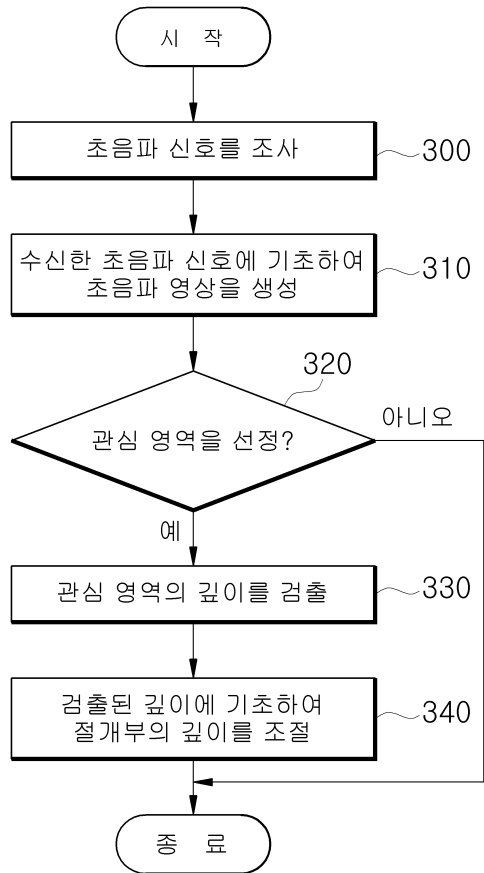 시 작
초음파 신호를 조사
300
수신한 초음파 신호에 기초하여
초음파 영상을 생성
310
320
관심 영역을 선정?
아니오
예
관심 영역의 깊이를 검출
330
검출된 깊이에 기초하여
절개부의 깊이를 조절
340
종 료